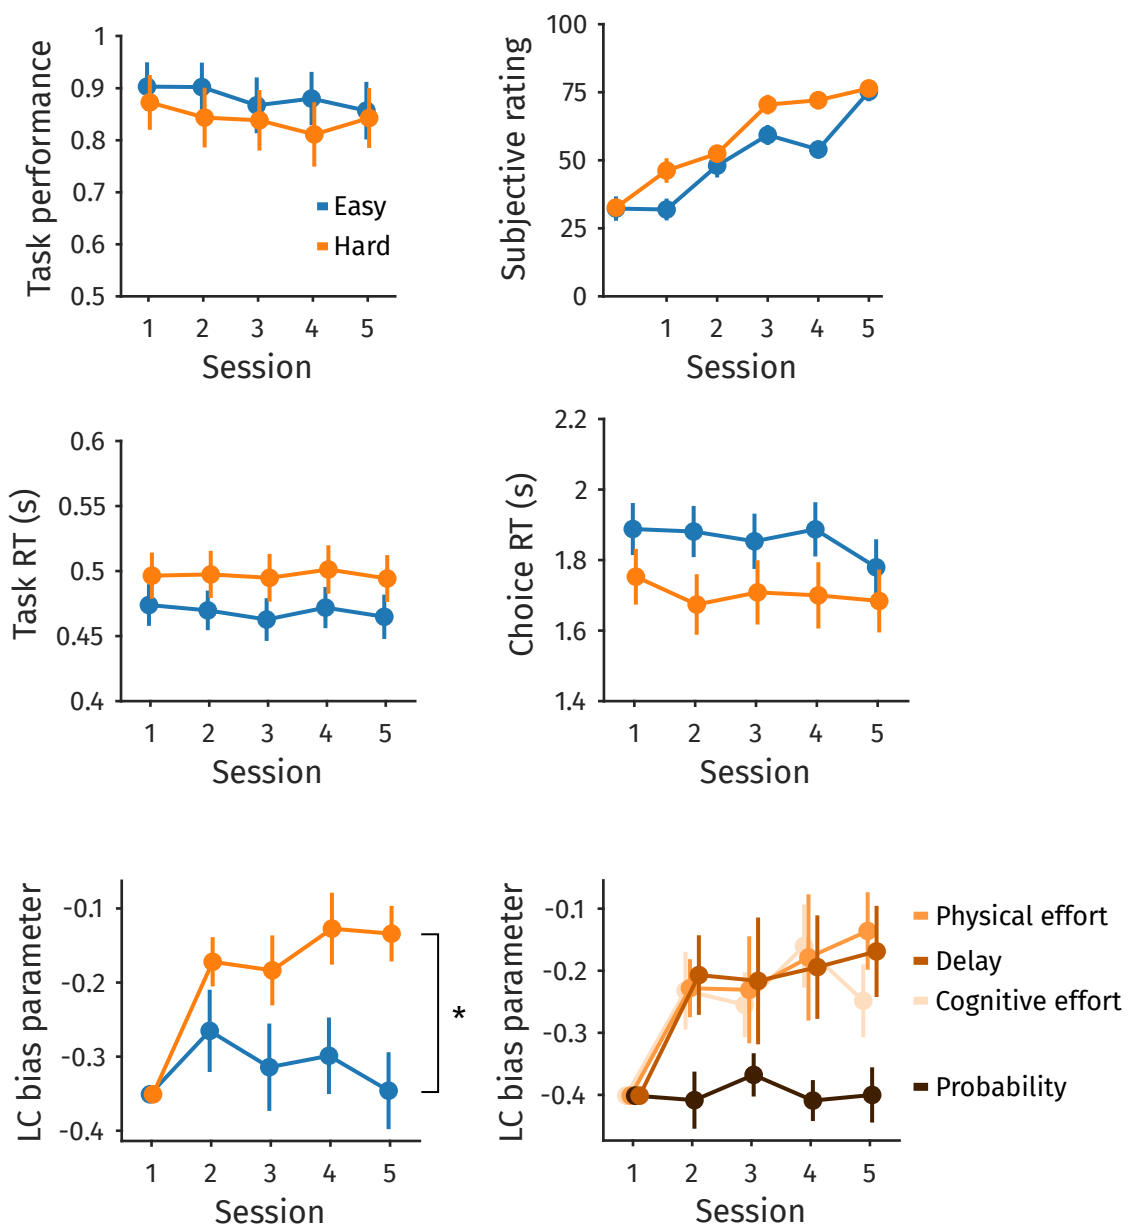 Task performance
1
0.9
0.8
0.7
0.6
0.5
Easy
Hard
1 2 3 4 5
Session
Subjective rating
100
75
50
25
0
1 2 3 4 5
Session
Task RT (s)
0.6
0.55
0.5
0.45
0.4
1 2 3 4 5
Session
Choice RT (s)
2.2
2
1.8
1.6
1.4
1 2 3 4 5
Session
LC bias parameter
-0.1
-0.2
-0.3
-0.4
*
1 2 3 4 5
Session
LC bias parameter
-0.1
-0.2
-0.3
-0.4
Physical effort
Delay
Cognitive effort
Probability
1 2 3 4 5
Session